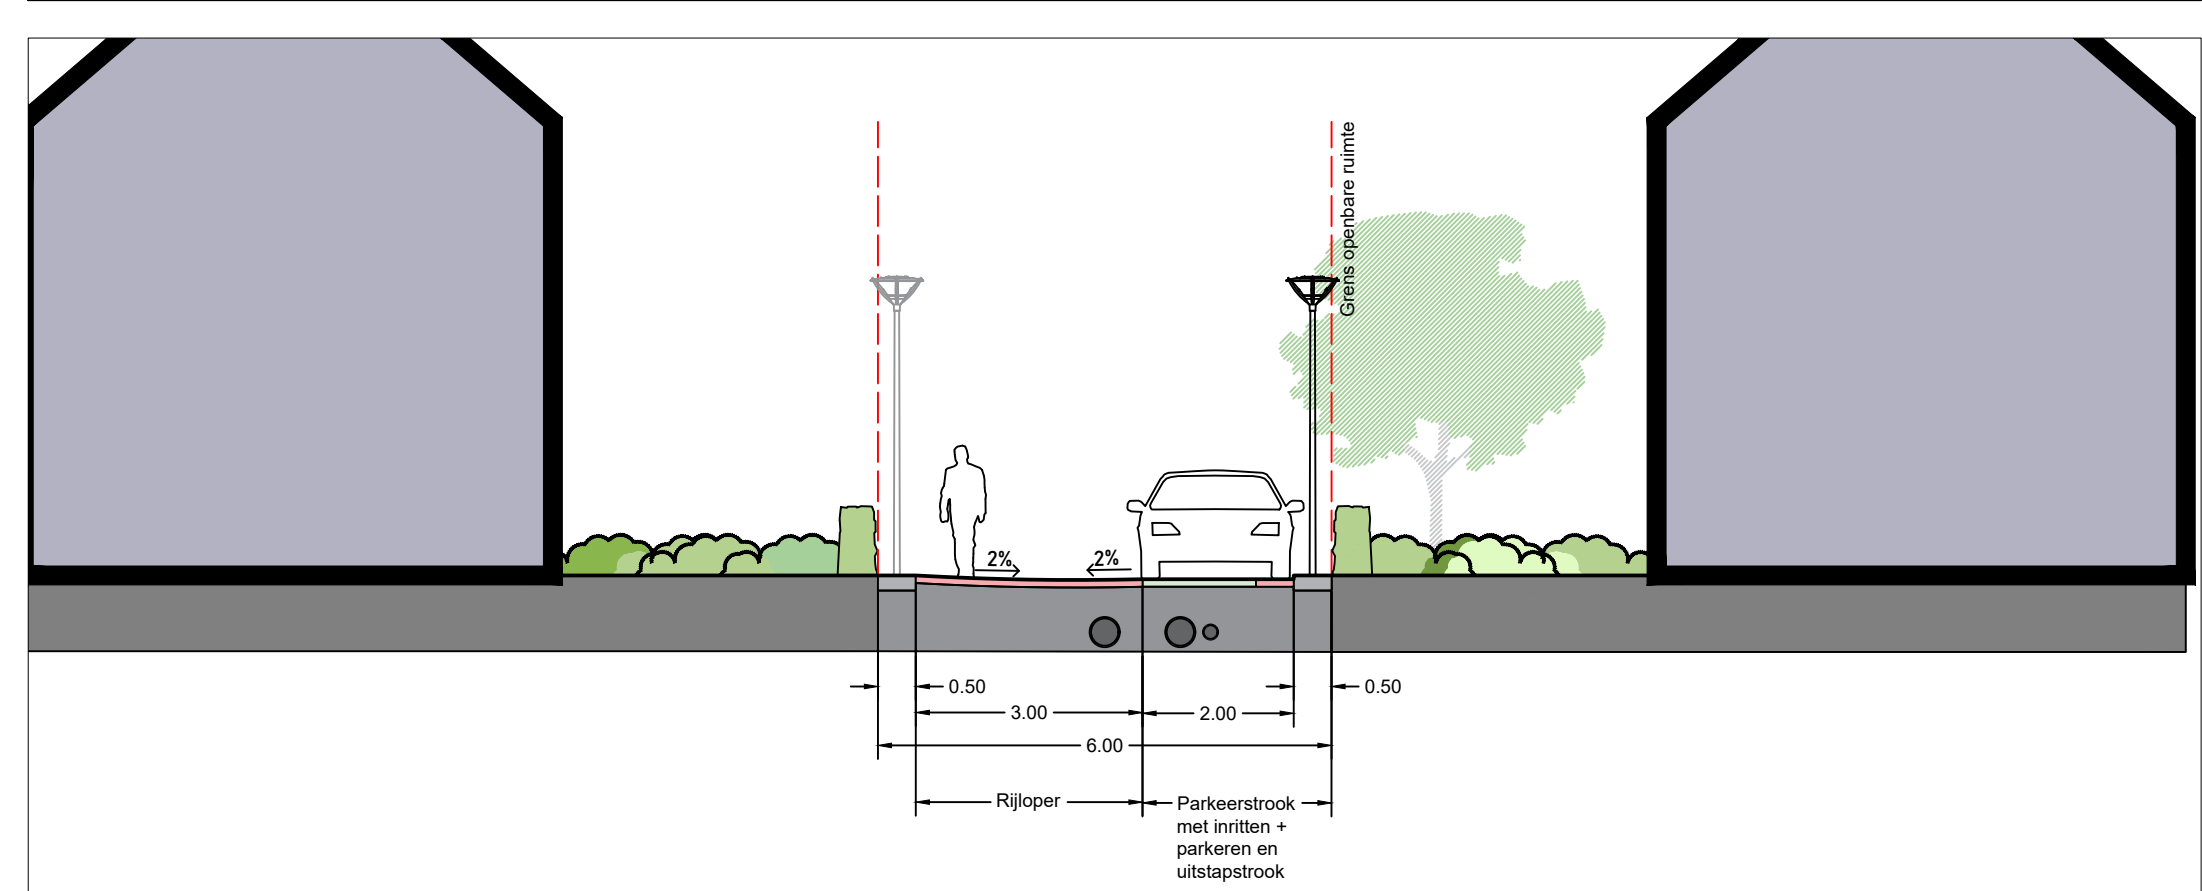 Grens openbare ruimte
2%
2%
0.50
0.50
3.00
2.00
6.00
Rijloper
Parkeerstrook
met inritten +
parkeren en
uitstapstrook